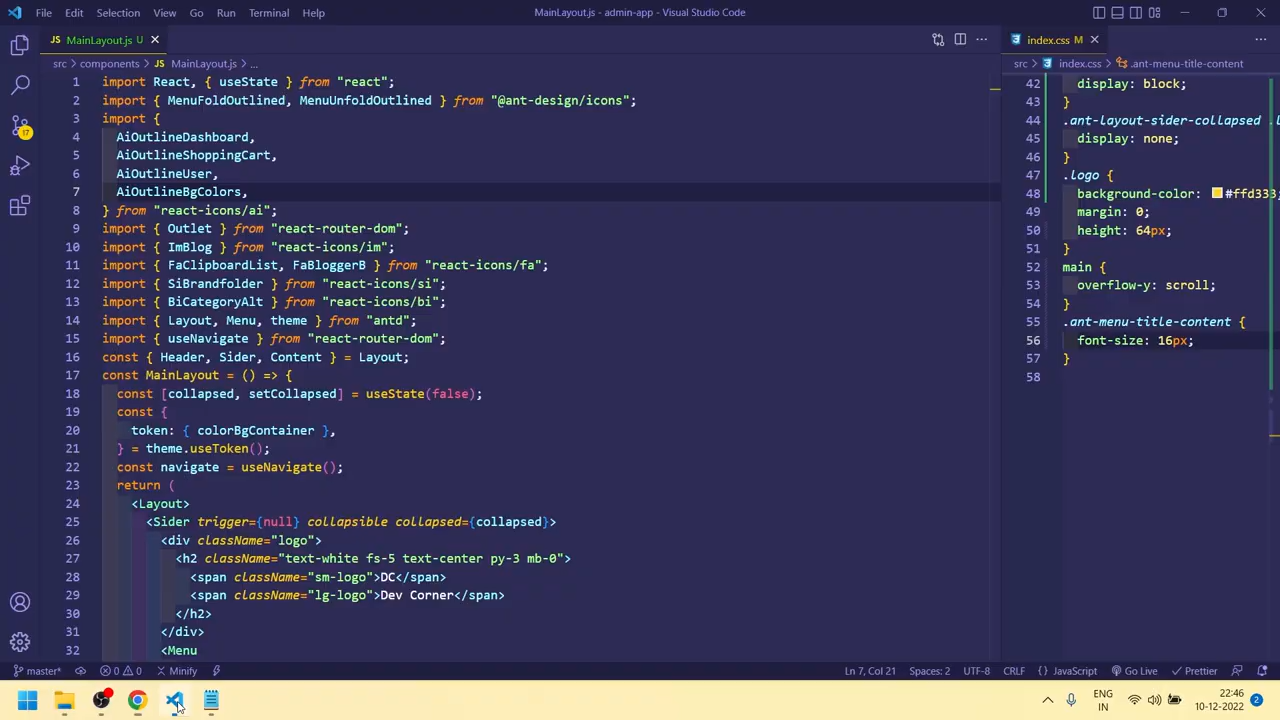 File Edit Selection View Go Run Terminal Help
MainLayout.js - admin-app - Visual Studio Code
JS MainLayout.js U
src > components > JS MainLayout.js > ...
1 import React, { useState } from "react";
2 import { MenuFoldOutlined, MenuUnfoldOutlined } from "@ant-design/icons";
3 import {
4 AiOutlineDashboard,
5 AiOutlineShoppingCart,
6 AiOutlineUser,
7 AiOutlineBgColors,
8 } from "react-icons/ai";
9 import { Outlet } from "react-router-dom";
10 import { ImBlog } from "react-icons/im";
11 import { FaClipboardList, FaBloggerB } from "react-icons/fa";
12 import { SiBrandfolder } from "react-icons/si";
13 import { BiCategoryAlt } from "react-icons/bi";
14 import { Layout, Menu, theme } from "antd";
15 import { useNavigate } from "react-router-dom";
16 const { Header, Sider, Content } = Layout;
17 const MainLayout = () => {
18 const [collapsed, setCollapsed] = useState(false);
19 const {
20 token: { colorBgContainer },
21 } = theme.useToken();
22 const navigate = useNavigate();
23 return (
24 <Layout>
25 <Sider trigger={null} collapsible collapsed={collapsed}>
26 <div className="logo">
27 <h2 className="text-white fs-5 text-center py-3 mb-0">
28 <span className="sm-logo">DC</span>
29 <span className="lg-logo">Dev Corner</span>
30 </h2>
31 </div>
32 <Menu
index.css M
src > index.css > .ant-menu-title-content
42 display: block;
43 }
44 .ant-layout-sider-collapsed .l
45 display: none;
46 }
47 .logo {
48 background-color: #ffd333;
49 margin: 0;
50 height: 64px;
51 }
52 main {
53 overflow-y: scroll;
54 }
55 .ant-menu-title-content {
56 font-size: 16px;
57 }
58
17
master* 0 0 Minify
Ln 7, Col 21 Spaces: 2 UTF-8 CRLF { } JavaScript Go Live Prettier
ENG
IN
22:46
10-12-2022
2